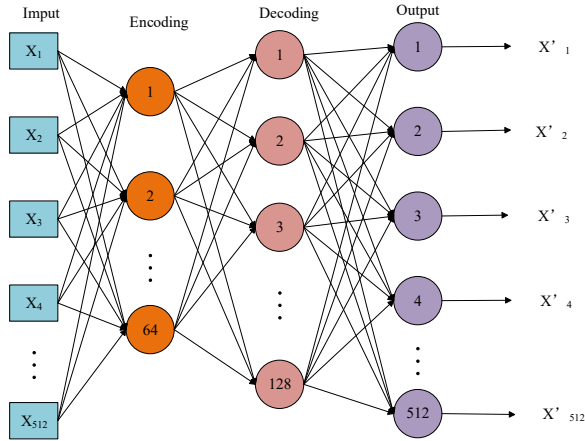 Imput
Encoding
Decoding
Output
X1
X2
X3
X4
X512
1
2
64
1
2
3
128
1
2
3
4
512
X’ 1
X’ 2
X’ 3
X’ 4
X’ 512